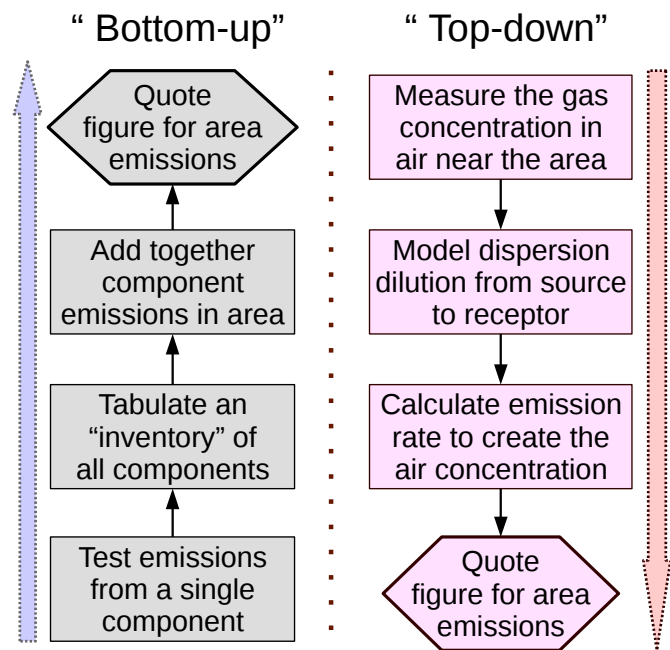 “ Bottom-up”
Quote
figure for area
emissions
Add together
component
emissions in area
Tabulate an
“inventory” of
all components
Test emissions
from a single
component
“ Top-down”
Measure the gas
concentration in
air near the area
Model dispersion
dilution from source
to receptor
Calculate emission
rate to create the
air concentration
Quote
figure for area
emissions